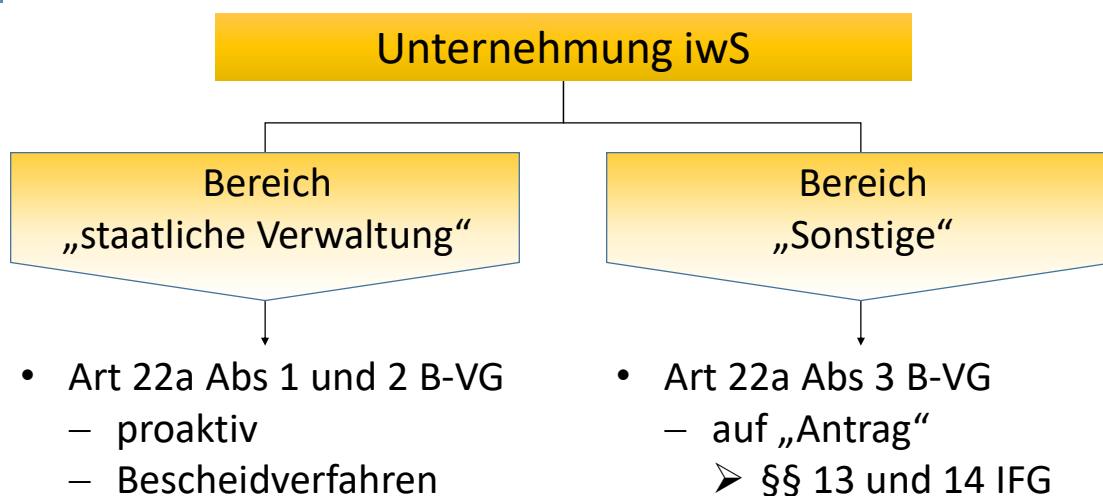 Unternehmung iwS
Bereich
„staatliche Verwaltung“
• Art 22a Abs 1 und 2 B-VG
– proaktiv
– Bescheidverfahren
Bereich
„Sonstige“
• Art 22a Abs 3 B-VG
– auf „Antrag“
➢ §§ 13 und 14 IFG